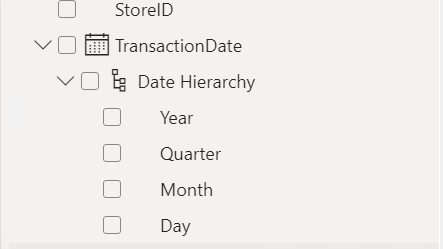 StoreID
TransactionDate
Date Hierarchy
Year
Quarter
Month
Day